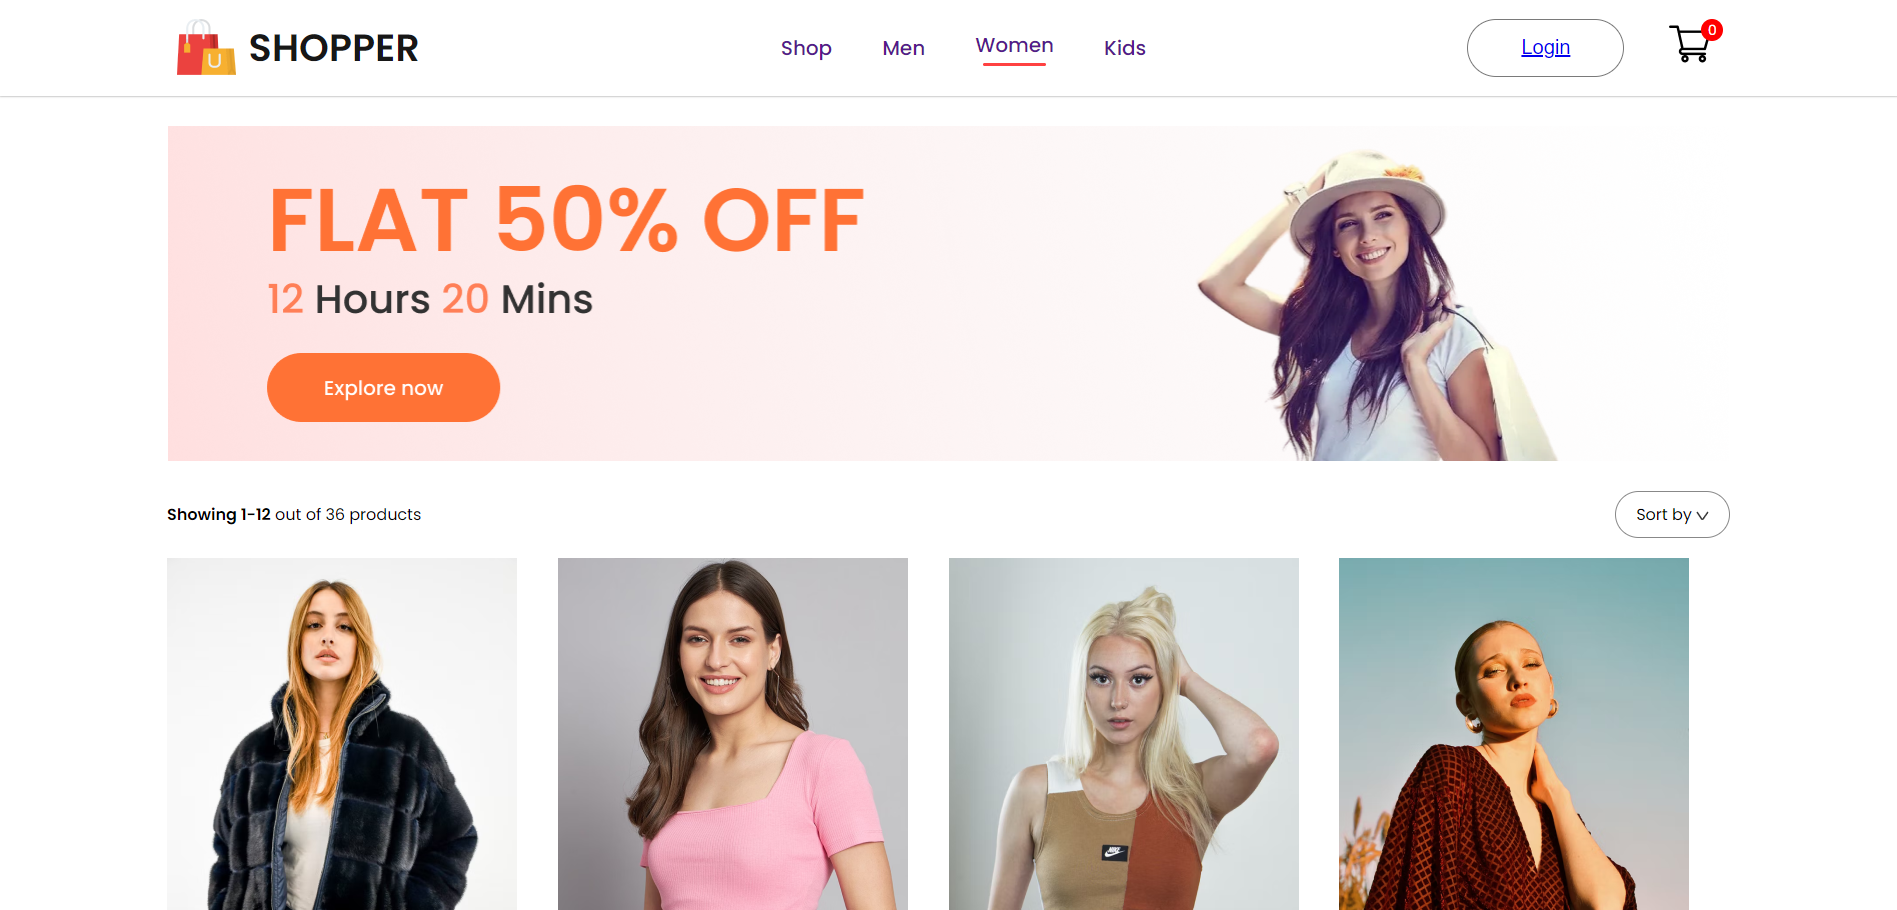 U
SHOPPER
Shop
Men
Women
Kids
Login
0
FLAT 50% OFF
12 Hours 20 Mins
Explore now
Showing 1-12 out of 36 products
Sort by
NIKE